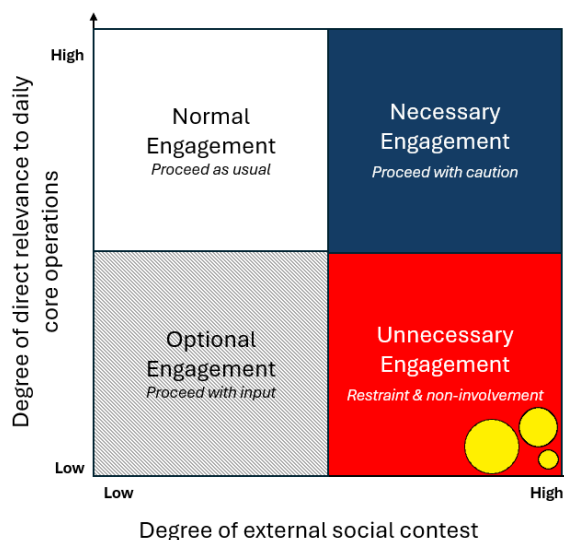 High
Degree of direct relevance to daily
core operations
Normal
Engagement
Proceed as usual
Necessary
Engagement
Proceed with caution
Optional
Engagement
Proceed with input
Unnecessary
Engagement
Restraint & non-involvement
Low
Low
High
Degree of external social contest